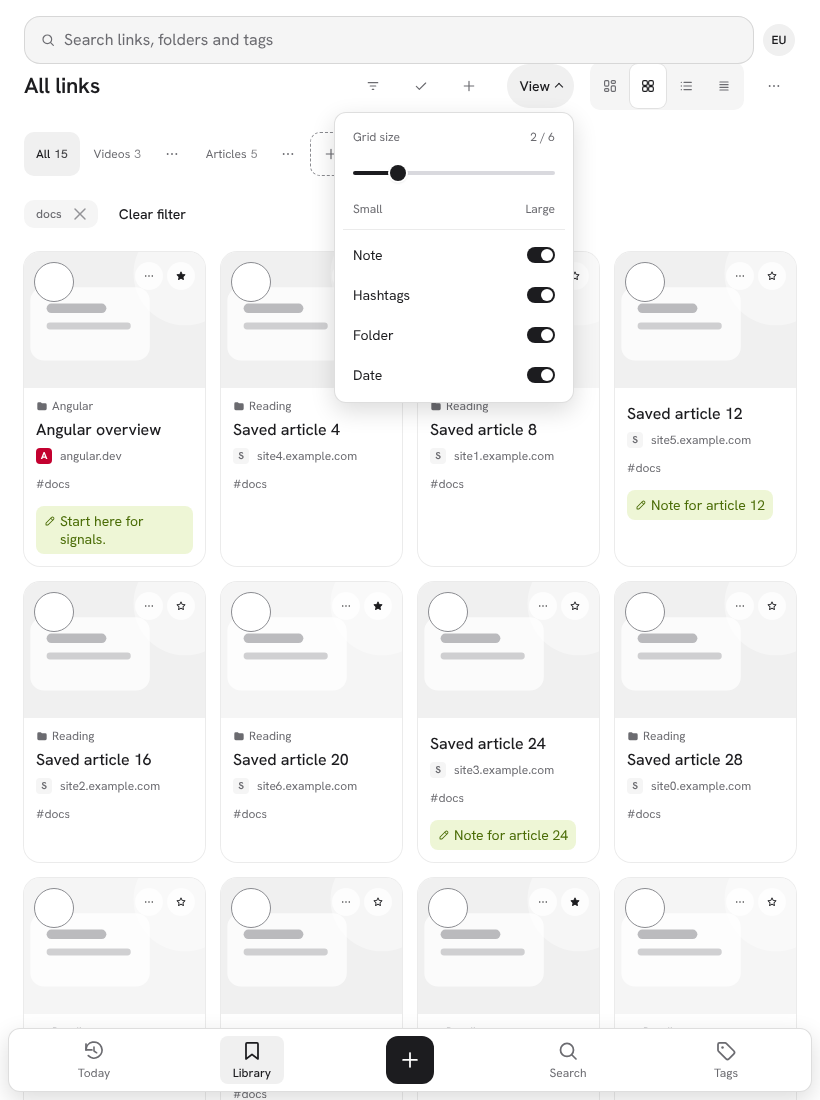 Search links, folders and tags
EU
All links
View
Grid size 2 / 6
Small Large
Note
Hashtags
Folder
Date
All 15
Videos 3
Articles 5
docs
Clear filter
Angular
Angular overview
A angular.dev
#docs
Start here for
signals.
Reading
Saved article 4
S site4.example.com
#docs
Reading
Saved article 8
S site1.example.com
#docs
Saved article 12
S site5.example.com
#docs
Note for article 12
Reading
Saved article 16
S site2.example.com
#docs
Reading
Saved article 20
S site6.example.com
#docs
Saved article 24
S site3.example.com
#docs
Note for article 24
Reading
Saved article 28
S site0.example.com
#docs
Today
Library
Search
Tags
#docs